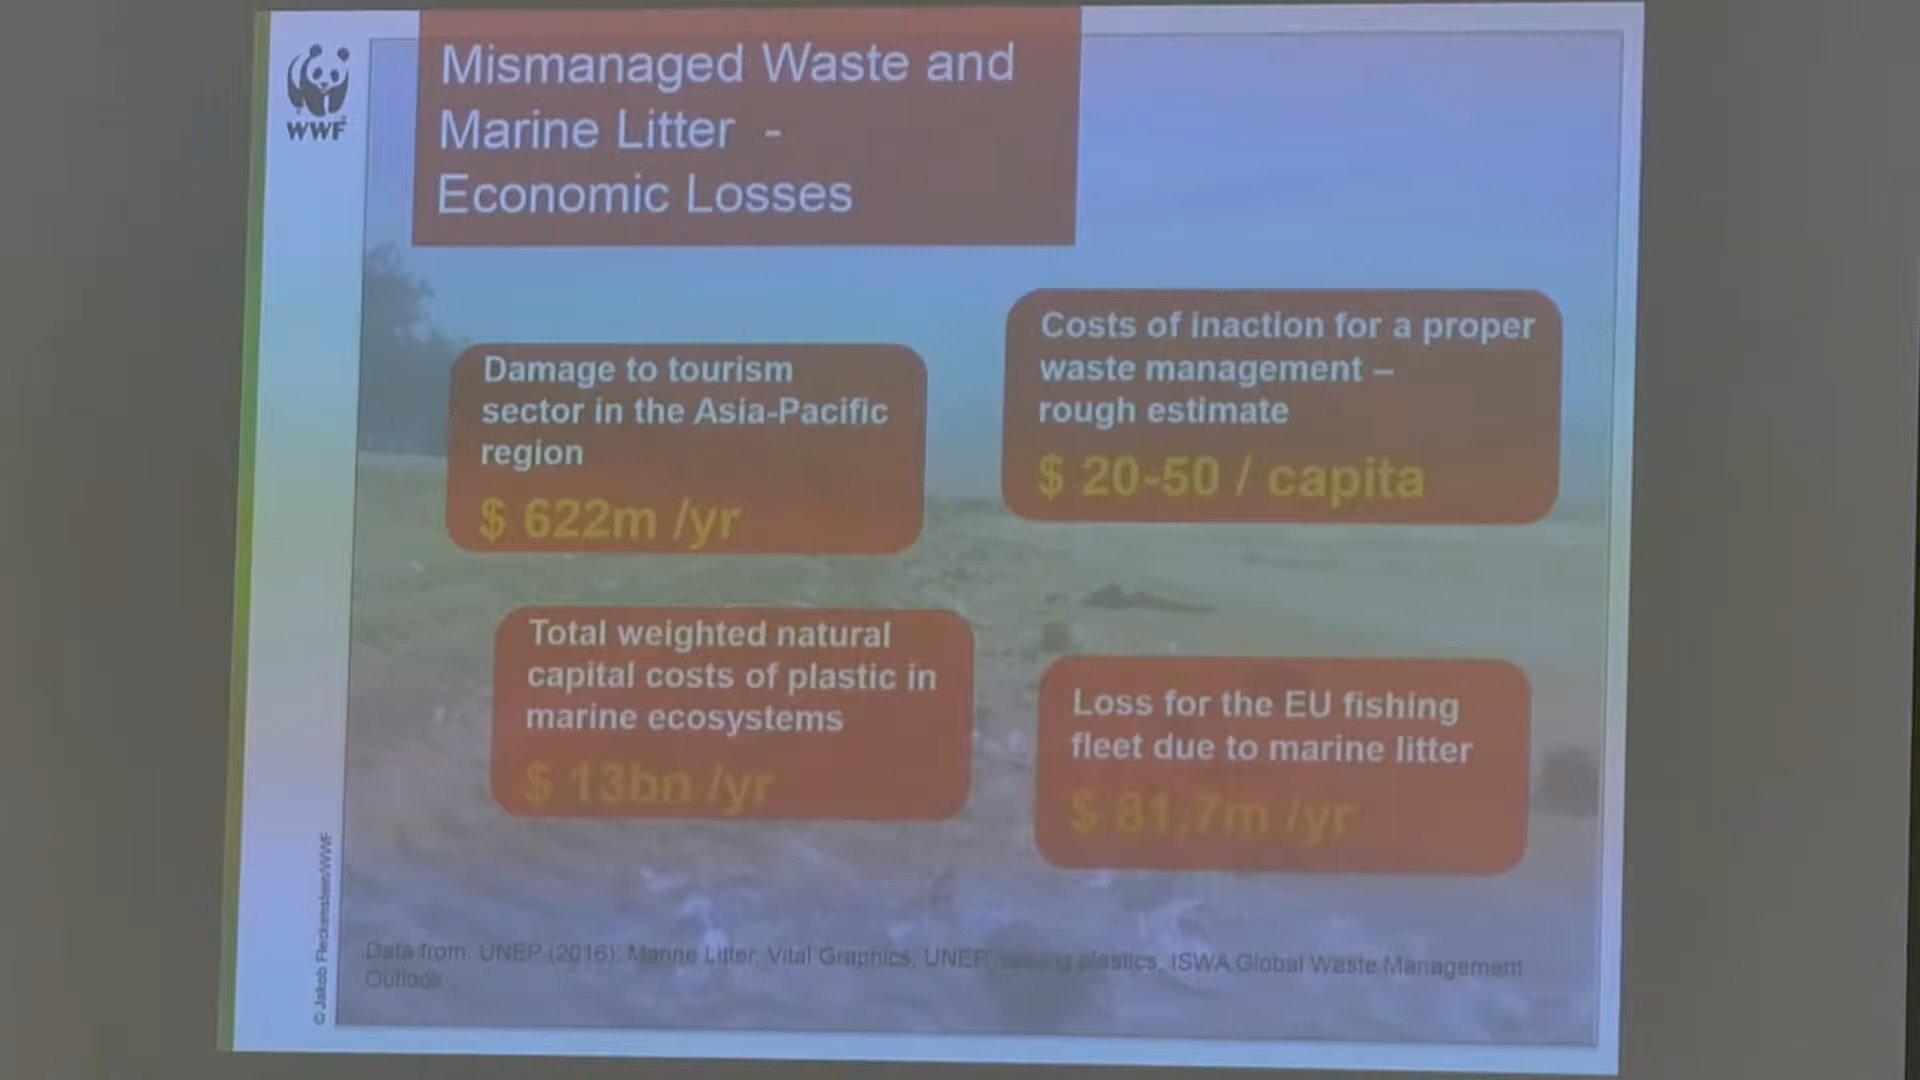 WWF
Mismanaged Waste and
Marine Litter -
Economic Losses
Damage to tourism
sector in the Asia-Pacific
region
$ 622m /yr
Costs of inaction for a proper
waste management –
rough estimate
$ 20-50 / capita
Total weighted natural
capital costs of plastic in
marine ecosystems
$ 13bn /yr
Loss for the EU fishing
fleet due to marine litter
$ 81,7m /yr
© Jakob Fleckenstein/WWF
Data from: UNEP (2016): Marine Litter, Vital Graphics, UNEP, plastics, ISWA Global Waste Management
Outlook